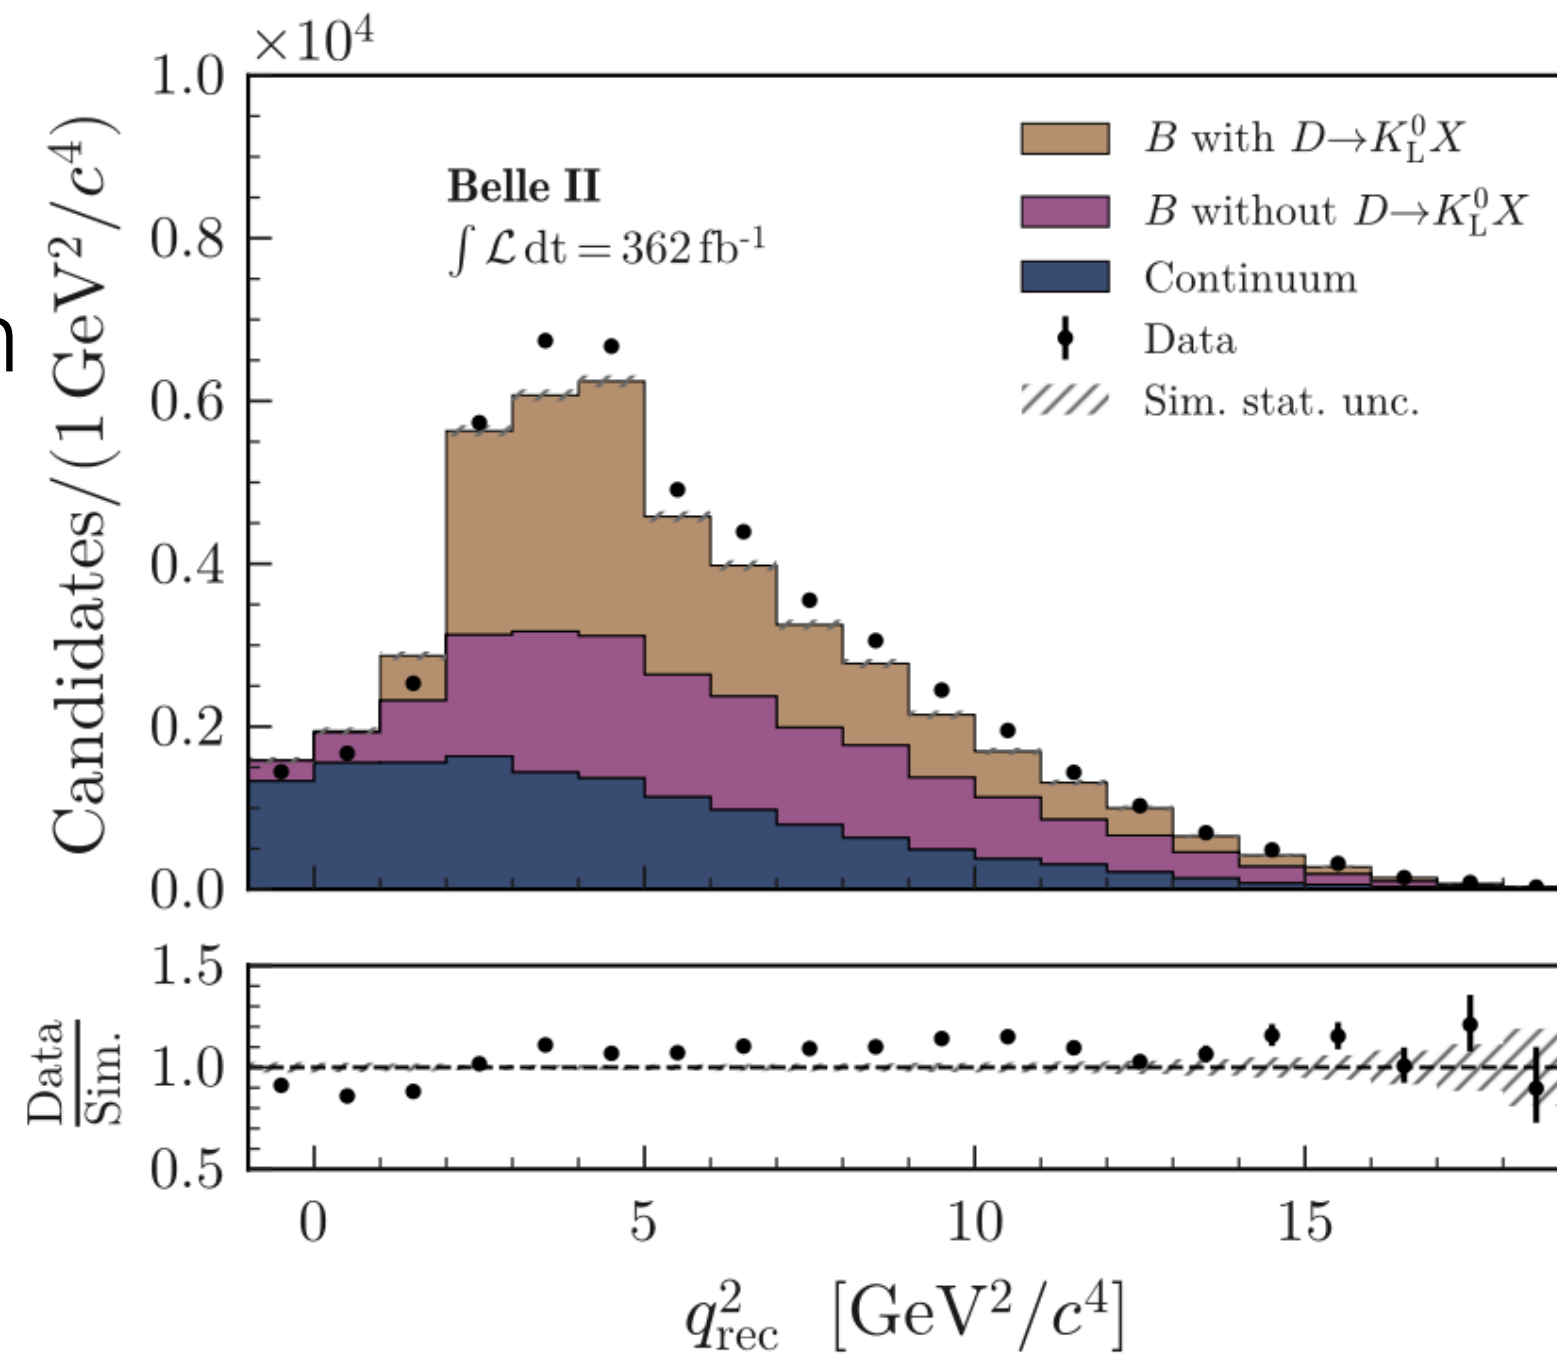 ×10⁴
1.0
0.8
0.6
0.4
0.2
0.0
Candidates/(1 GeV²/c⁴)
Belle II
∫ ℒ dt = 362 fb⁻¹
B with D→K⁰_L X
B without D→K⁰_L X
Continuum
Data
Sim. stat. unc.
n
1.5
1.0
0.5
Data
Sim.
0 5 10 15
q²_rec [GeV²/c⁴]